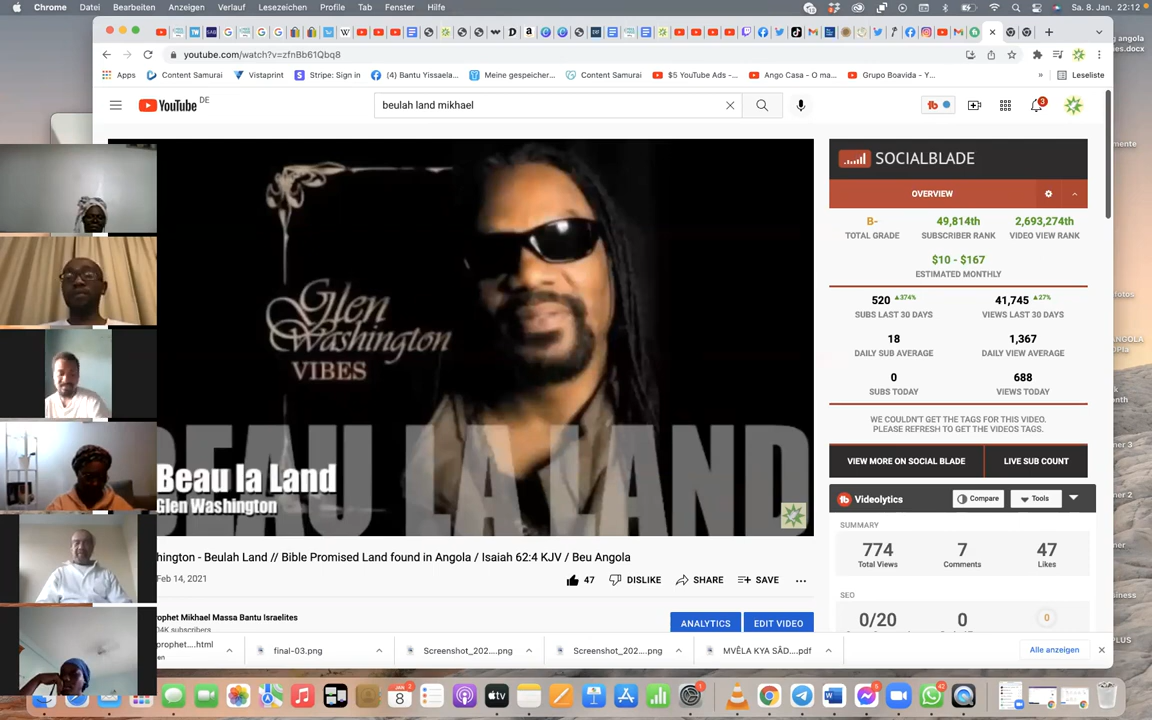 Chrome Datei Bearbeiten Anzeigen Verlauf Lesezeichen Profile Tab Fenster Hilfe Sa. 8. Jan. 22:12
youtube.com/watch?v=zfnBb61Qbq8
Apps Content Samurai Vistaprint Stripe: Sign in (4) Bantu Yissaela... Meine gespeicher... Content Samurai $5 YouTube Ads -... Ango Casa - O ma... Grupo Boavida - Y... » Leseliste
YouTube DE
beulah land mikhael
3
Glen
Washington
VIBES
BEAU LA LAND
Beau la Land
Glen Washington
SOCIALBLADE
OVERVIEW
B- 49,814th 2,693,274th
TOTAL GRADE SUBSCRIBER RANK VIDEO VIEW RANK
$10 - $167
ESTIMATED MONTHLY
520 ▲374% 41,745 ▲27%
SUBS LAST 30 DAYS VIEWS LAST 30 DAYS
18 1,367
DAILY SUB AVERAGE DAILY VIEW AVERAGE
0 688
SUBS TODAY VIEWS TODAY
WE COULDN'T GET THE TAGS FOR THIS VIDEO.
PLEASE REFRESH TO GET THE VIDEOS TAGS.
VIEW MORE ON SOCIAL BLADE LIVE SUB COUNT
Videolytics Compare Tools
SUMMARY
774 7 47
Total Views Comments Likes
SEO
0/20 0 0
hington - Beulah Land // Bible Promised Land found in Angola / Isaiah 62:4 KJV / Beu Angola
Feb 14, 2021
47 DISLIKE SHARE SAVE ...
rophet Mikhael Massa Bantu Israelites
04K subscribers
ANALYTICS EDIT VIDEO
prophet....html final-03.png Screenshot_202....png Screenshot_202....png MVÊLA KYA SÂD....pdf Alle anzeigen